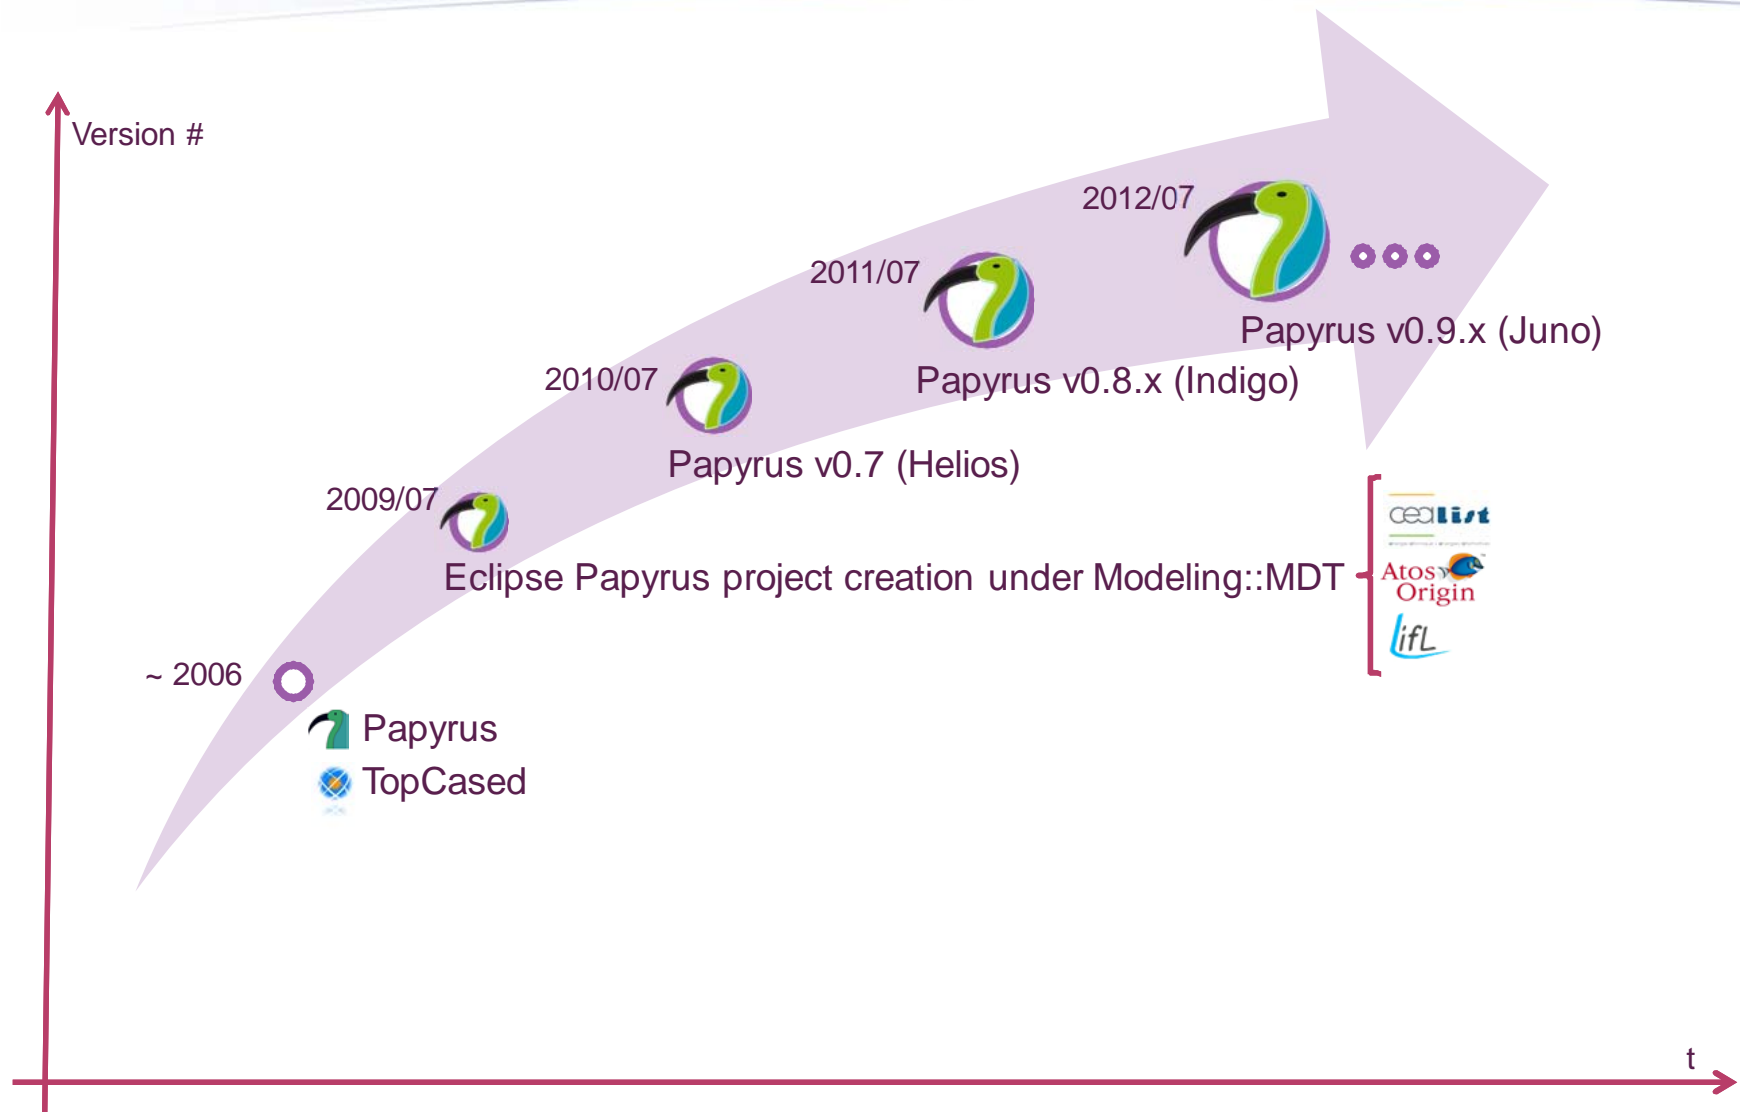 Version #
2012/07
Papyrus v0.9.x (Juno)
2011/07
Papyrus v0.8.x (Indigo)
2010/07
Papyrus v0.7 (Helios)
2009/07
Eclipse Papyrus project creation under Modeling::MDT
cea list
Atos
Origin
lifL
~ 2006
Papyrus
TopCased
t